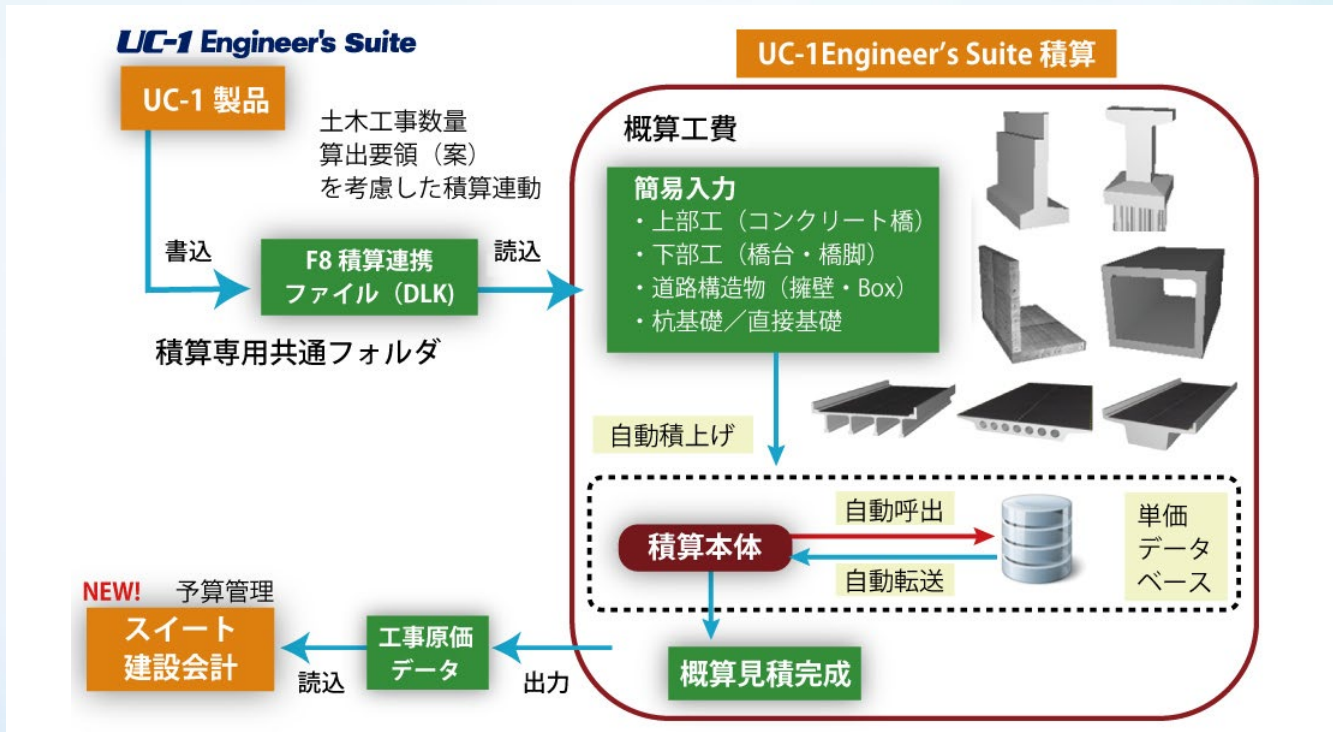 UC-1 Engineer's Suite
UC-1 製品
土木工事数量
算出要領（案）
を考慮した積算連動
書込
F8 積算連携
ファイル（DLK)
読込
積算専用共通フォルダ
UC-1Engineer's Suite 積算
概算工費
簡易入力
・上部工（コンクリート橋）
・下部工（橋台・橋脚）
・道路構造物（擁壁・Box）
・杭基礎／直接基礎
自動積上げ
積算本体
自動呼出
自動転送
単価
データ
ベース
概算見積完成
出力
工事原価
データ
読込
NEW! 予算管理
スイート
建設会計